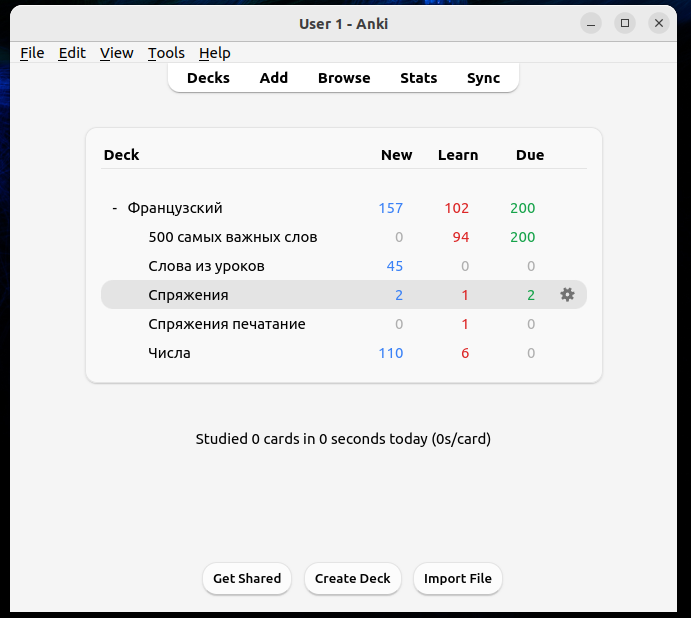 User 1 - Anki
File Edit View Tools Help
Decks Add Browse Stats Sync
Deck New Learn Due
- Французский 157 102 200
500 самых важных слов 0 94 200
Слова из уроков 45 0 0
Спряжения 2 1 2
Спряжения печатание 0 1 0
Числа 110 6 0
Studied 0 cards in 0 seconds today (0s/card)
Get Shared Create Deck Import File